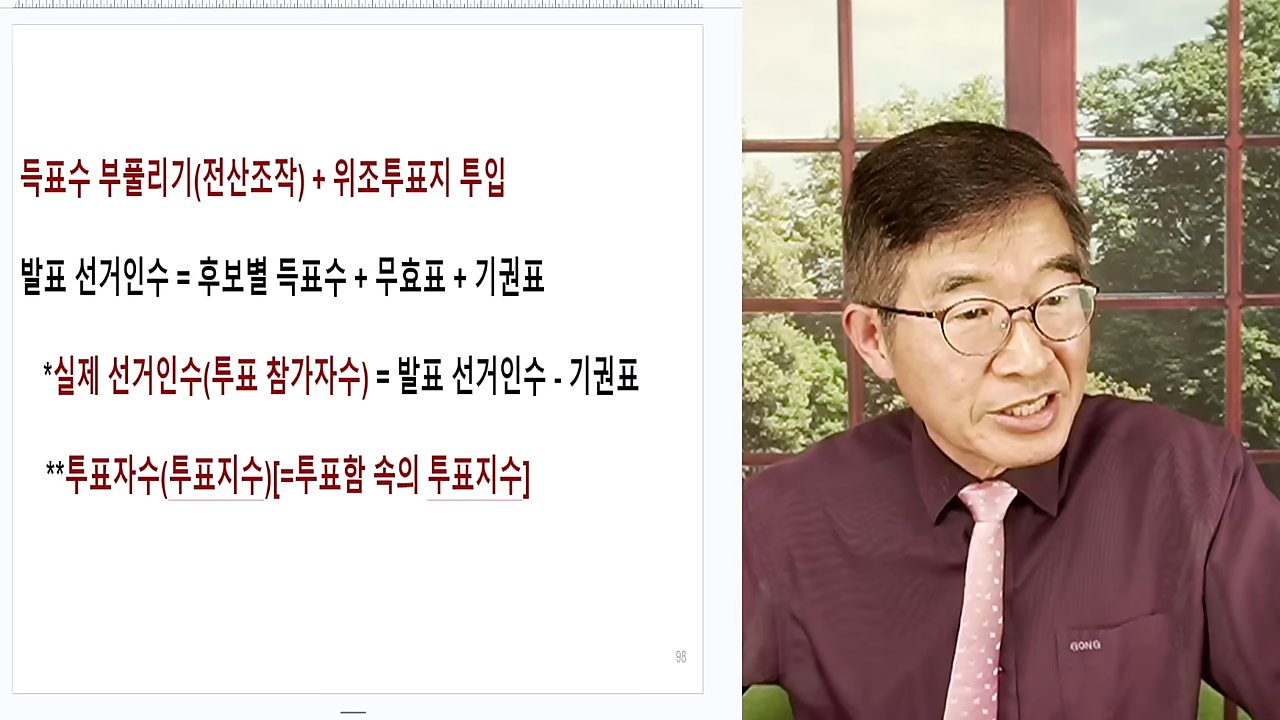 득표수 부풀리기(전산조작) + 위조투표지 투입
발표 선거인수 = 후보별 득표수 + 무효표 + 기권표
*실제 선거인수(투표 참가자수) = 발표 선거인수 - 기권표
**투표자수(투표지수)[=투표함 속의 투표지수]
98
GONG